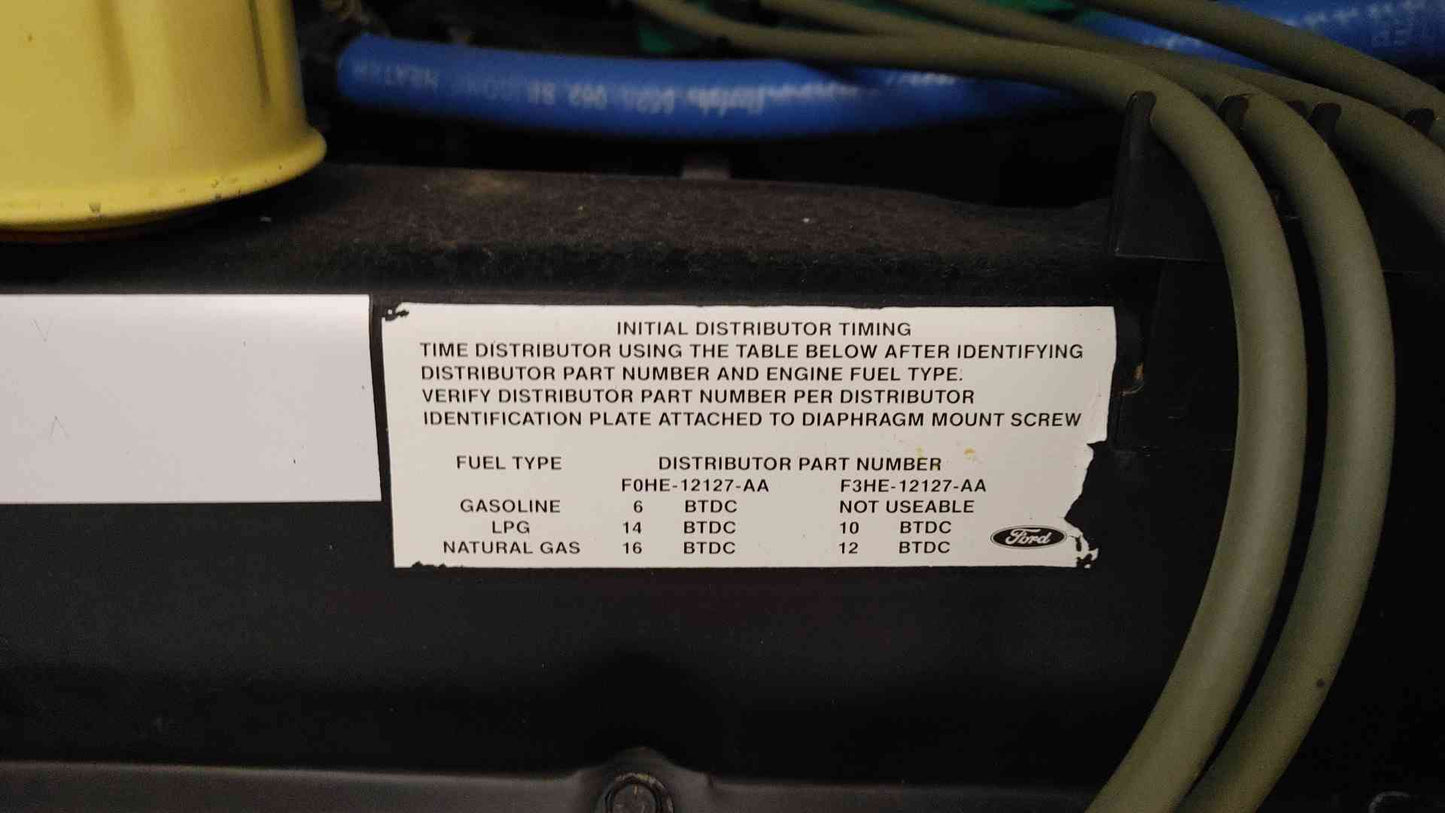 INITIAL DISTRIBUTOR TIMING
TIME DISTRIBUTOR USING THE TABLE BELOW AFTER IDENTIFYING
DISTRIBUTOR PART NUMBER AND ENGINE FUEL TYPE.
VERIFY DISTRIBUTOR PART NUMBER PER DISTRIBUTOR
IDENTIFICATION PLATE ATTACHED TO DIAPHRAGM MOUNT SCREW
FUEL TYPE DISTRIBUTOR PART NUMBER
F0HE-12127-AA F3HE-12127-AA
GASOLINE 6 BTDC NOT USEABLE
LPG 14 BTDC 10 BTDC
NATURAL GAS 16 BTDC 12 BTDC
Ford
HEATER